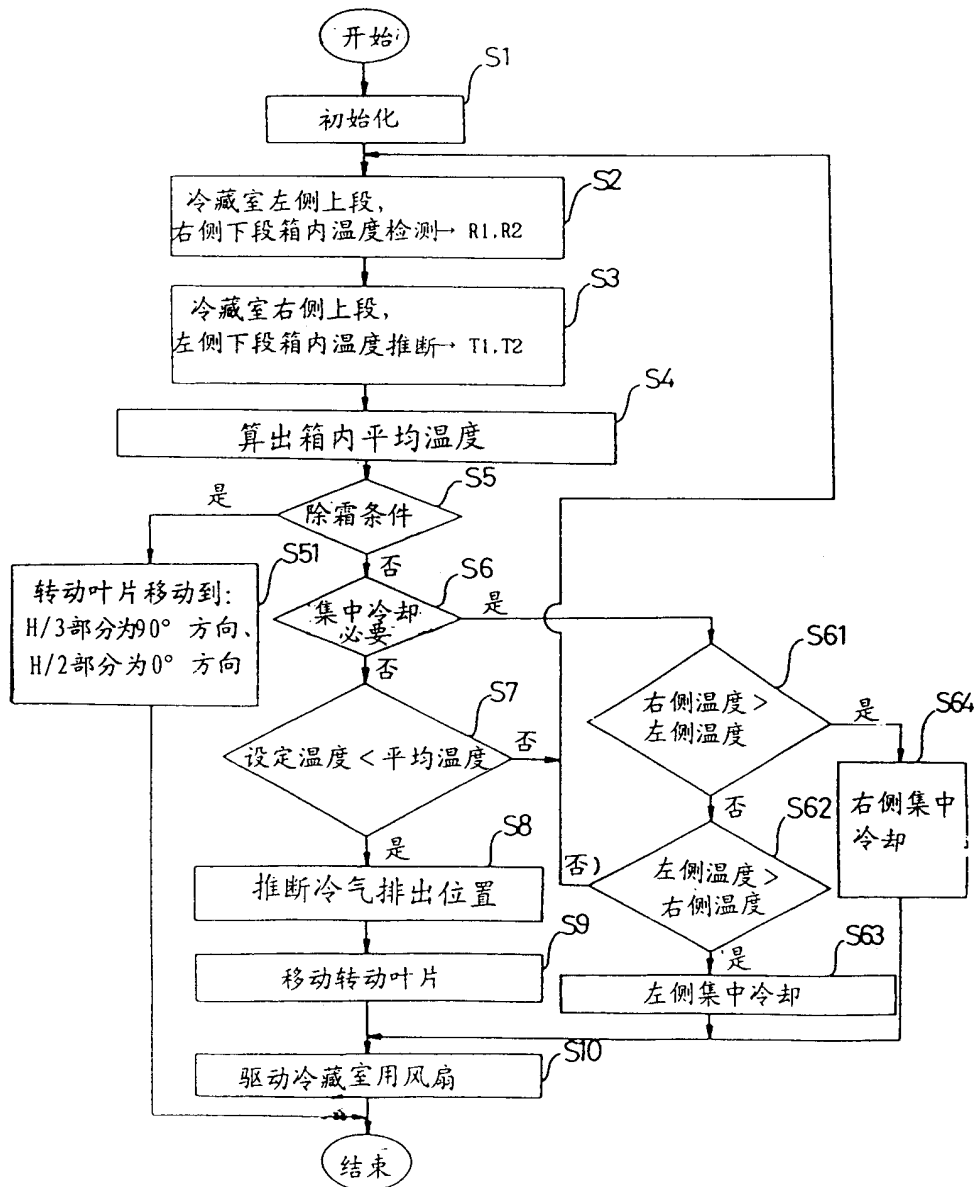 开始
S1
初始化
S2
冷藏室左侧上段,
右侧下段箱内温度检测→ R1.R2
S3
冷藏室右侧上段,
左侧下段箱内温度推断→ T1.T2
S4
算出箱内平均温度
S5
是
除霜条件
S51
否
S6
转动叶片移动到:
H/3部分为90° 方向、
H/2部分为0° 方向
集中冷却
必要
是
否
S61
S7
右侧温度>
左侧温度
是
S64
设定温度<平均温度
否
右侧集中
冷却
否
S62
是
S8
否)
左侧温度>
右侧温度
推断冷气排出位置
S9
是
S63
移动转动叶片
左侧集中冷却
S10
驱动冷藏室用风扇
结束